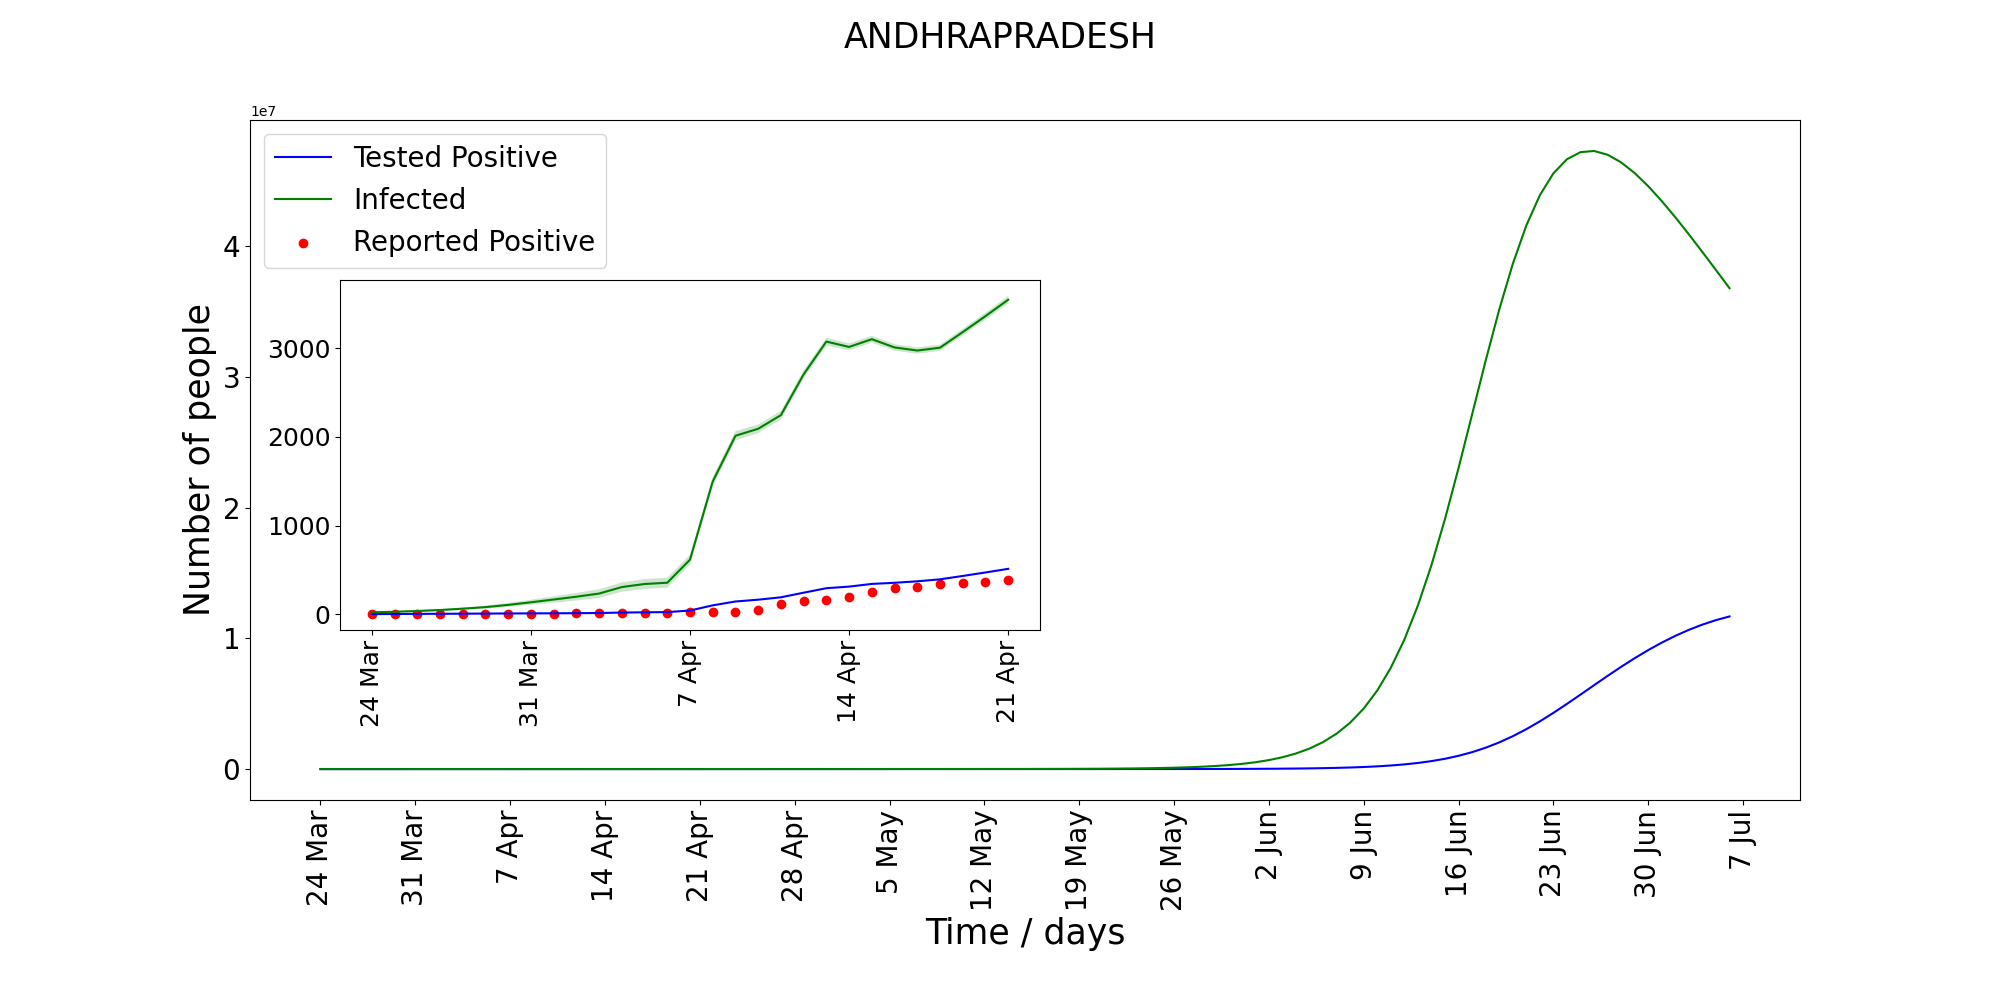 ANDHRAPRADESH
1e7
Tested Positive
Infected
Reported Positive
4
3
2
1
0
Number of people
3000
2000
1000
0
24 Mar
31 Mar
7 Apr
14 Apr
21 Apr
24 Mar
31 Mar
7 Apr
14 Apr
21 Apr
28 Apr
5 May
12 May
19 May
26 May
2 Jun
9 Jun
16 Jun
23 Jun
30 Jun
7 Jul
Time / days